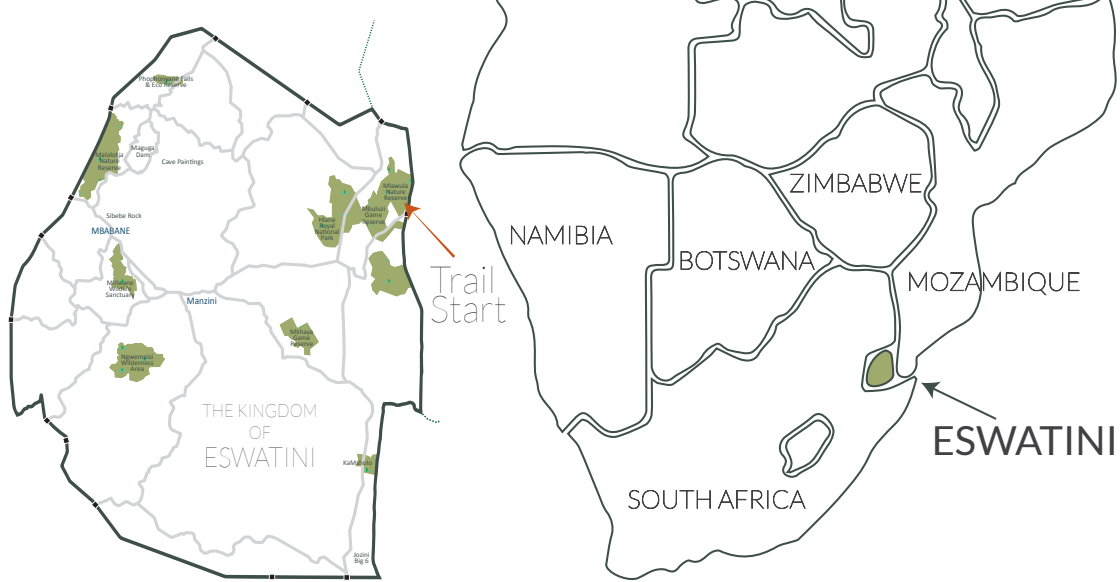 Phophonyane Falls
& Eco Reserve
Malolotja
Nature
Reserve
Maguga
Dam
Cave Paintings
Sibebe Rock
MBABANE
Mlilwane
Wildlife
Sanctuary
Manzini
Ngwempisi
Wilderness
Area
Mkhaya
Game
Reserve
Hlane
Royal
National
Park
Mbuluzi
Game
Reserve
Mlawula
Nature
Reserve
Trail
Start
THE KINGDOM
OF
ESWATINI
Jozini
Big 6
NAMIBIA
BOTSWANA
ZIMBABWE
MOZAMBIQUE
ESWATINI
SOUTH AFRICA